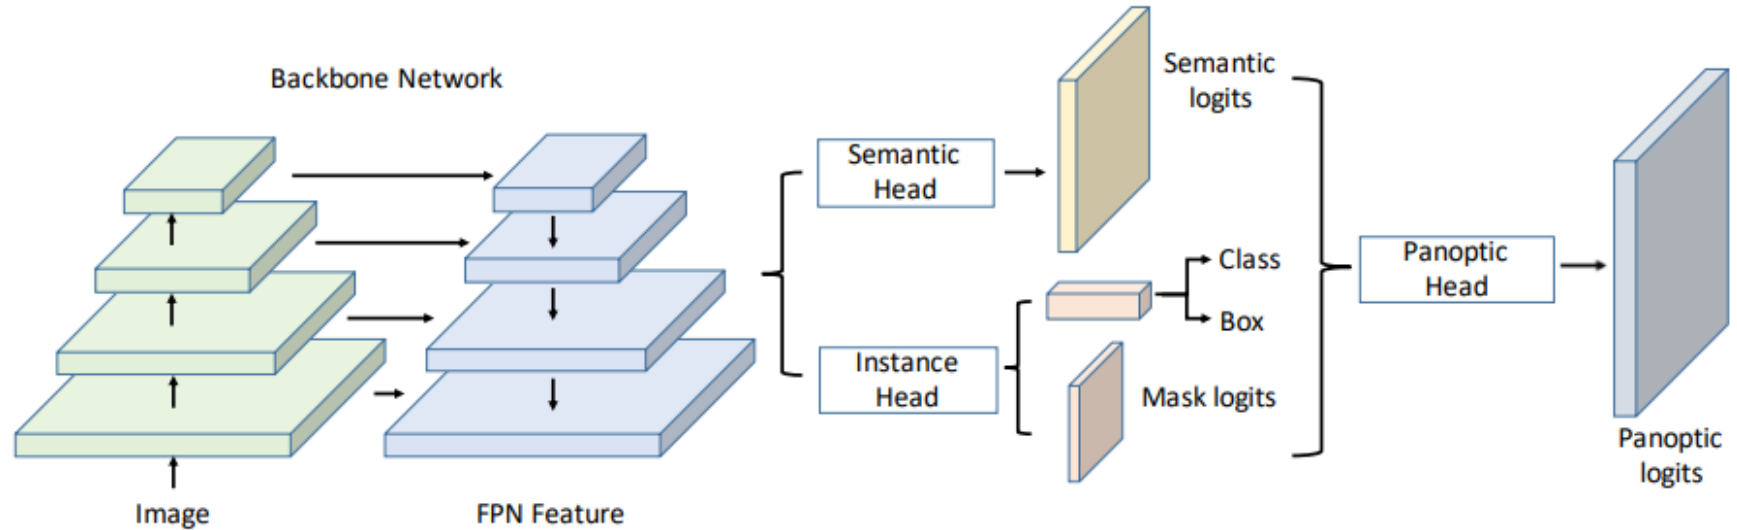 Backbone Network
Image
FPN Feature
Semantic
Head
Instance
Head
Semantic
logits
Class
Box
Mask logits
Panoptic
Head
Panoptic
logits